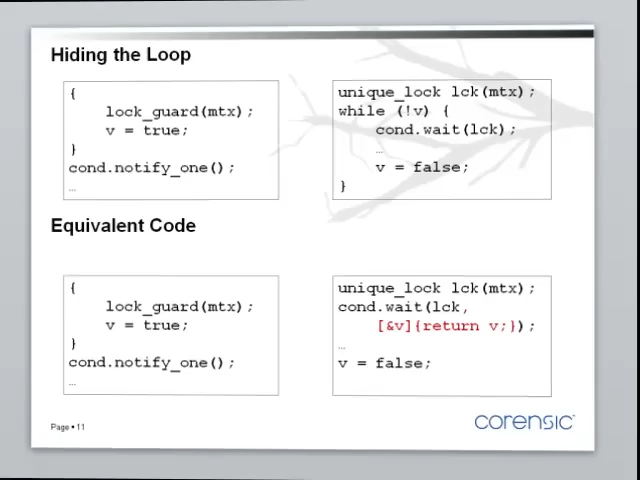 Hiding the Loop
{
lock_guard(mtx);
v = true;
}
cond.notify_one();
…
unique_lock lck(mtx);
while (!v) {
cond.wait(lck);
…
v = false;
}
Equivalent Code
{
lock_guard(mtx);
v = true;
}
cond.notify_one();
…
unique_lock lck(mtx);
cond.wait(lck,
[&v]{return v;});
…
v = false;
Page ▪ 11
corensic